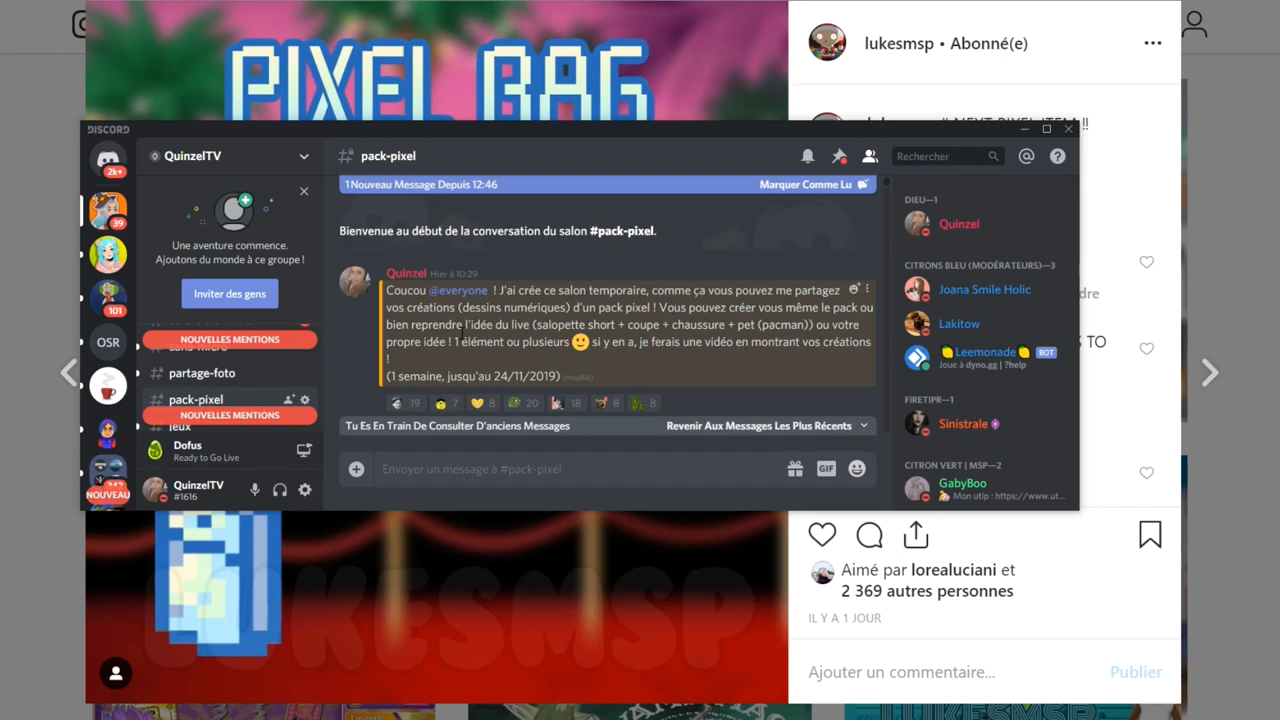 PIXEL BAG
lukesmsp • Abonné(e)
# NEXT PIXEL ITEM !!
DISCORD
2k+
39
101
OSR
NOUVEAU
QuinzelTV
Une aventure commence.
Ajoutons du monde à ce groupe !
Inviter des gens
NOUVELLES MENTIONS
# partage-foto
# pack-pixel
NOUVELLES MENTIONS
jeux
Dofus
Ready to Go Live
QuinzelTV
#1616
# pack-pixel
Rechercher
1 Nouveau Message Depuis 12:46
Marquer Comme Lu
Bienvenue au début de la conversation du salon #pack-pixel.
Quinzel Hier à 10:29
Coucou @everyone ! J'ai crée ce salon temporaire, comme ça vous pouvez me partagez
vos créations (dessins numériques) d'un pack pixel ! Vous pouvez créer vous même le pack ou
bien reprendre l'idée du live (salopette short + coupe + chaussure + pet (pacman)) ou votre
propre idée ! 1 elément ou plusieurs 🙂 si y en a, je ferais une vidéo en montrant vos créations
!
(1 semaine, jusqu'au 24/11/2019) (modifié)
19 7 8 20 18 8 8
Tu Es En Train De Consulter D'anciens Messages
Revenir Aux Messages Les Plus Récents
Envoyer un message à #pack-pixel
GIF
DIEU—1
Quinzel
CITRONS BLEU (MODÉRATEURS)—3
Joana Smile Holic
Lakitow
🍋Leemonade🍋 BOT
Joue à dyno.gg | ?help
FIRETIPR—1
Sinistrale
CITRON VERT | MSP—2
GabyBoo
Mon utip : https://www.ut...
dre
S TO
LUKESMSP
Aimé par lorealuciani et
2 369 autres personnes
IL Y A 1 JOUR
Ajouter un commentaire...
Publier
LUKESMSP